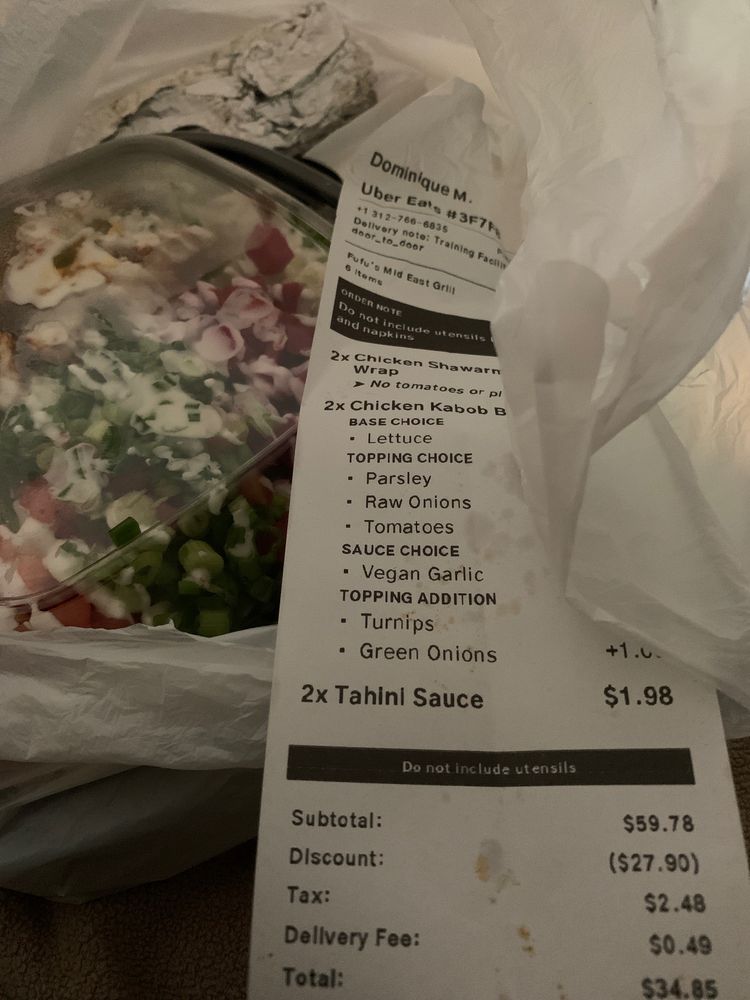 Dominique M.
Uber Eats
+1 312-766-6835
Delivery note: Training
door_to_door
Fufu's Mid East Grill
6 items
ORDER NOTE
Do not include utensils
and napkins
2x Chicken
Wrap
➤ No tomatoes or
2x Chicken Kabob
BASE CHOICE
• Lettuce
TOPPING CHOICE
• Parsley
• Raw Onions
• Tomatoes
SAUCE CHOICE
• Vegan Garlic
TOPPING ADDITION
• Turnips
• Green Onions
2x Tahini Sauce $1.98
Do not include utensils
Subtotal: $59.78
Discount: ($27.90)
Tax: $2.48
Delivery Fee: $0.49
Total: $34.85